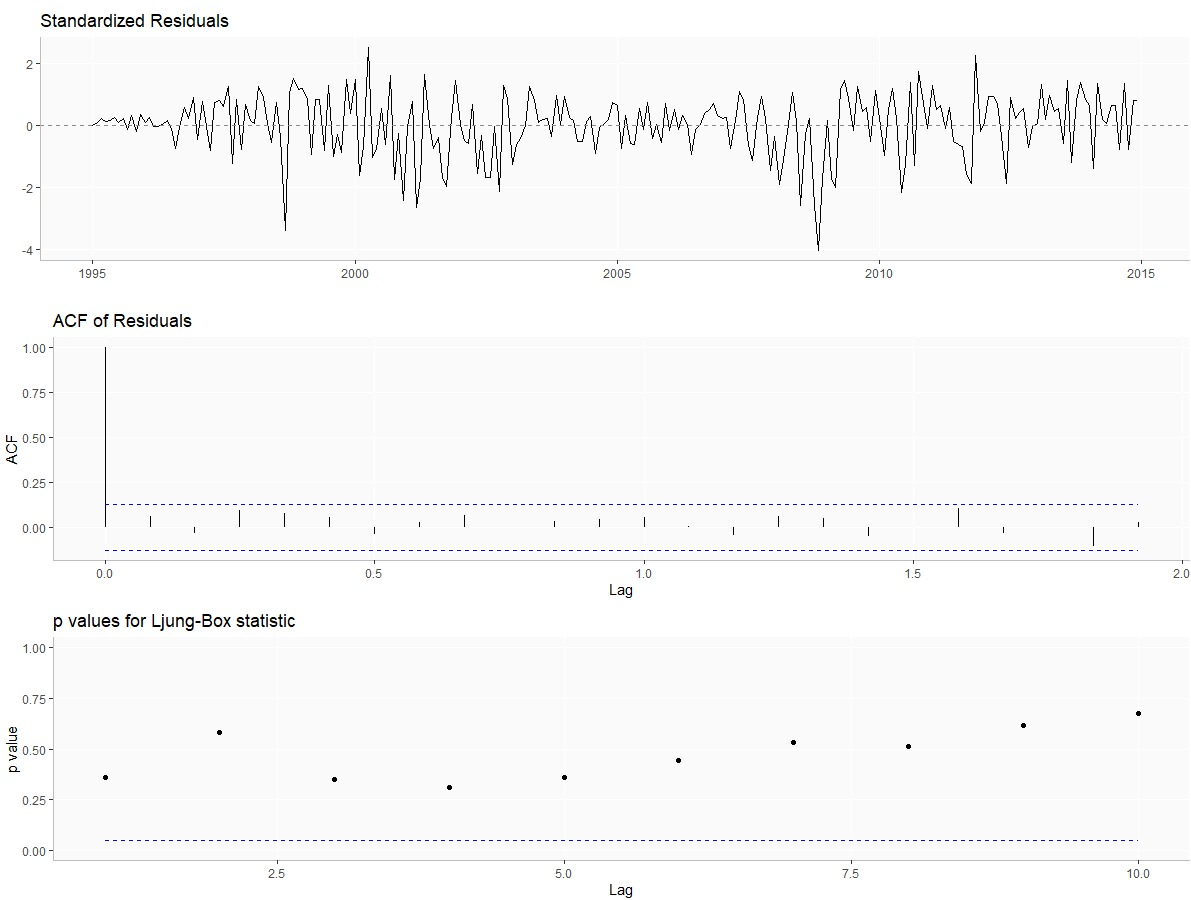 Standardized Residuals
2
0
-2
-4
1995 2000 2005 2010 2015
ACF of Residuals
ACF
1.00
0.75
0.50
0.25
0.00
0.0 0.5 1.0 1.5 2.0
Lag
p values for Ljung-Box statistic
p value
1.00
0.75
0.50
0.25
0.00
2.5 5.0 7.5 10.0
Lag